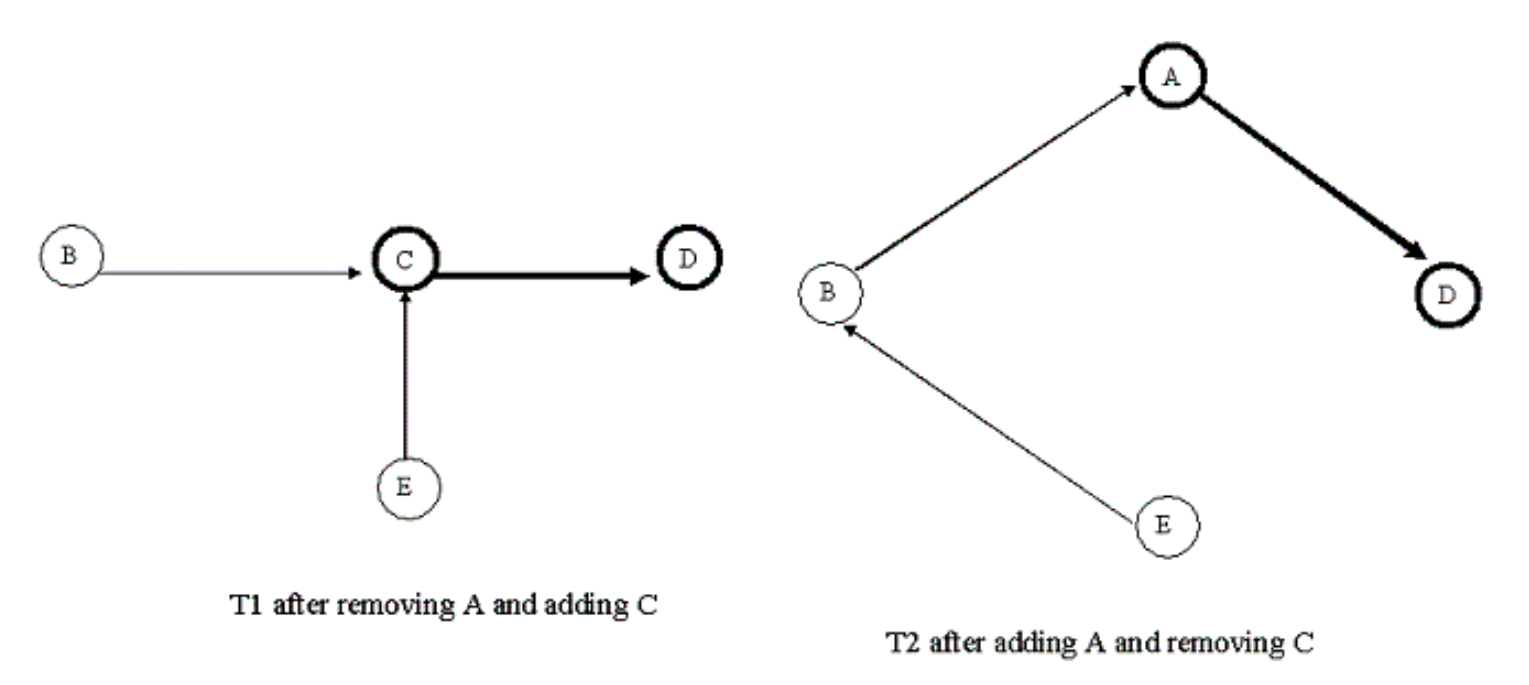 A
B
C
D
B
D
E
E
T1 after removing A and adding C
T2 after adding A and removing C